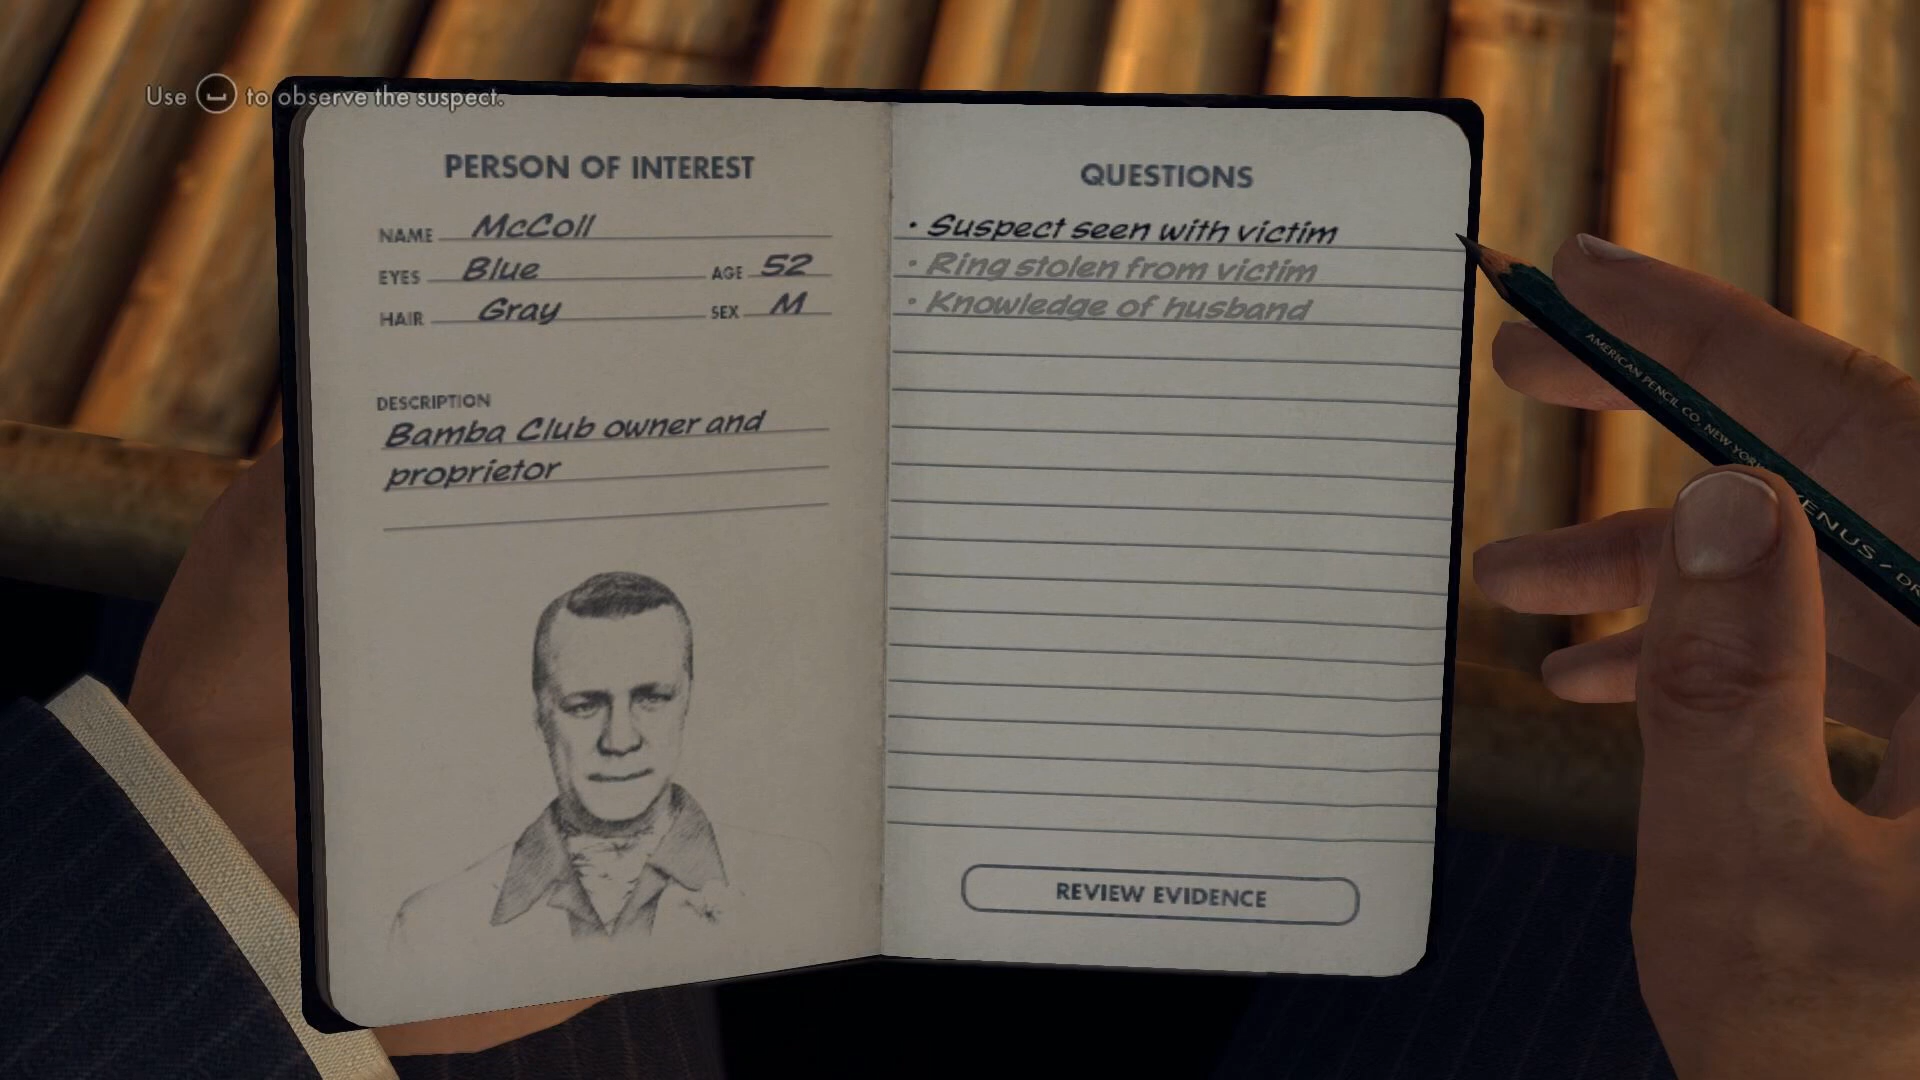 Use to observe the suspect.
PERSON OF INTEREST
NAME McColl
EYES Blue AGE 52
HAIR Gray SEX M
DESCRIPTION
Bamba Club owner and
proprietor
QUESTIONS
• Suspect seen with victim
• Ring stolen from victim
• Knowledge of husband
REVIEW EVIDENCE
AMERICAN PENCIL CO. NEW YORK
VENUS / DR